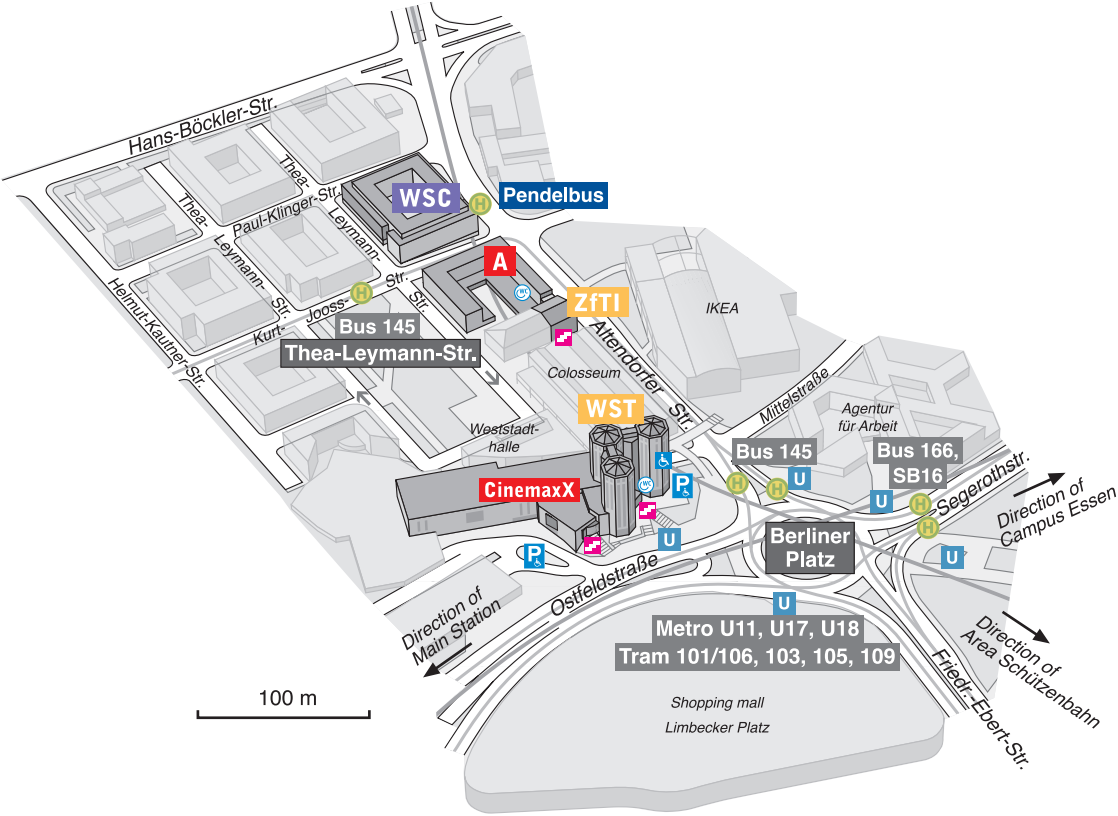 Hans-Böckler-Str.
Thea-
Leymann-
Str.
Thea-
Leymann-
Str.
Paul-Klinger-Str.
WSC
H
Pendelbus
A
WC
ZfTI
Helmut-Kautner-Str.
Kurt-
Jooss-
Str.
H
Bus 145
Thea-Leymann-Str.
Altendorfer Str.
IKEA
Colosseum
Mittelstraße
WST
Weststadt-
halle
Agentur
für Arbeit
CinemaxX
WC
P
Bus 145
H
H
U
Bus 166,
SB16
U
H
H
Segerothstr.
Direction of
Campus Essen
U
P
U
Berliner
Platz
Ostfeldstraße
Direction of
Main Station
U
Metro U11, U17, U18
Tram 101/106, 103, 105, 109
Direction of
Area Schützenbahn
Friedr.-Ebert-Str.
100 m
Shopping mall
Limbecker Platz